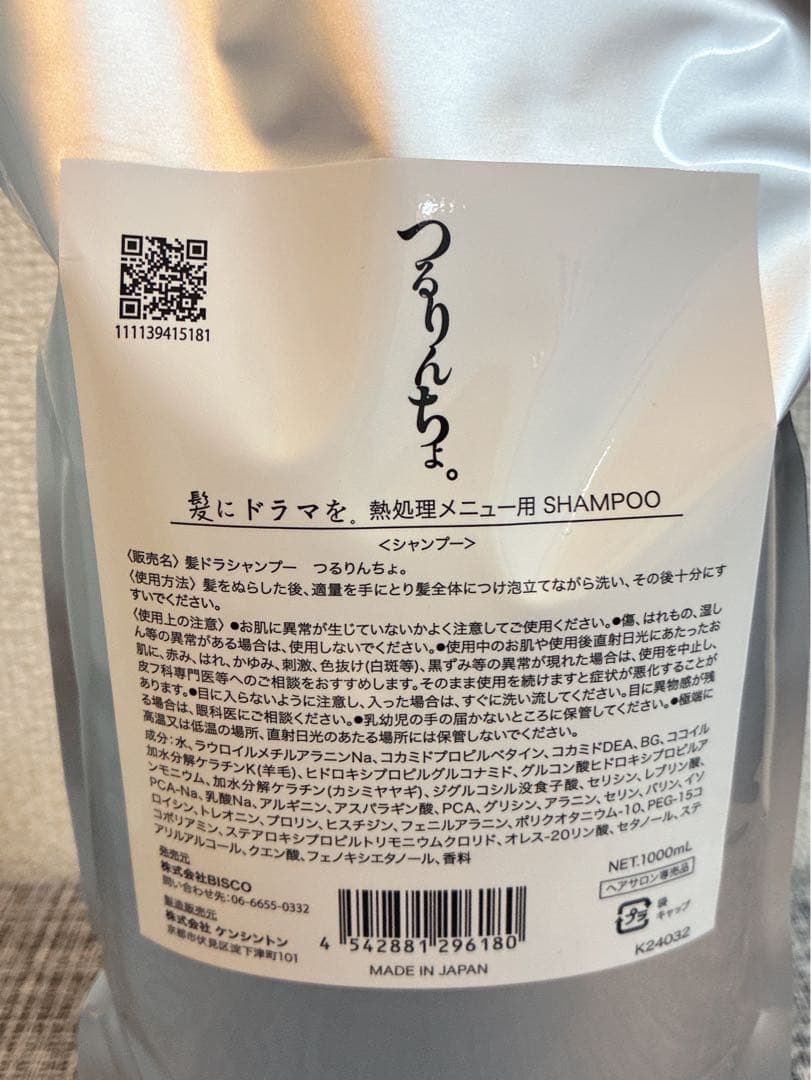 111139415181
つるりんちょ。
髪にドラマを。熱処理メニュー用 SHAMPOO
＜シャンプー＞
〈販売名〉髪ドラシャンプー　つるりんちょ。
〈使用方法〉髪をぬらした後、適量を手にとり髪全体につけ泡立てながら洗い、その後十分にす
すいでください。
〈使用上の注意〉●お肌に異常が生じていないかよく注意してご使用ください。●傷、はれもの、湿し
ん等の異常がある場合は、使用しないでください。●使用中のお肌や使用後直射日光にあたったお
肌に、赤み、はれ、かゆみ、刺激、色抜け(白斑等)、黒ずみ等の異常が現れた場合は、使用を中止し、
皮フ科専門医等へのご相談をおすすめします。そのまま使用を続けますと症状が悪化することが
あります。●目に入らないように注意し、入った場合は、すぐに洗い流してください。目に異物感が残
る場合は、眼科医にご相談ください。●乳幼児の手の届かないところに保管してください。●極端に
高温又は低温の場所、直射日光のあたる場所には保管しないでください。
成分：水、ラウロイルメチルアラニンNa、コカミドプロピルベタイン、コカミドDEA、BG、ココイル
加水分解ケラチンK(羊毛)、ヒドロキシプロピルグルコナミド、グルコン酸ヒドロキシプロピルア
ンモニウム、加水分解ケラチン(カシミヤヤギ)、ジグルコシル没食子酸、セリシン、レブリン酸、
PCA-Na、乳酸Na、アルギニン、アスパラギン酸、PCA、グリシン、アラニン、セリン、バリン、イソ
ロイシン、トレオニン、プロリン、ヒスチジン、フェニルアラニン、ポリクオタニウム-10、PEG-15コ
コポリアミン、ステアロキシプロピルトリモニウムクロリド、オレス-20リン酸、セタノール、ステ
アリルアルコール、クエン酸、フェノキシエタノール、香料
発売元
株式会社BISCO
問い合わせ先：06-6655-0332
製造販売元
株式会社 ケンシントン
京都市伏見区淀下津町101
4 542881 296180
MADE IN JAPAN
NET.1000mL
ヘアサロン専売品
プラ
袋
キャップ
K24032